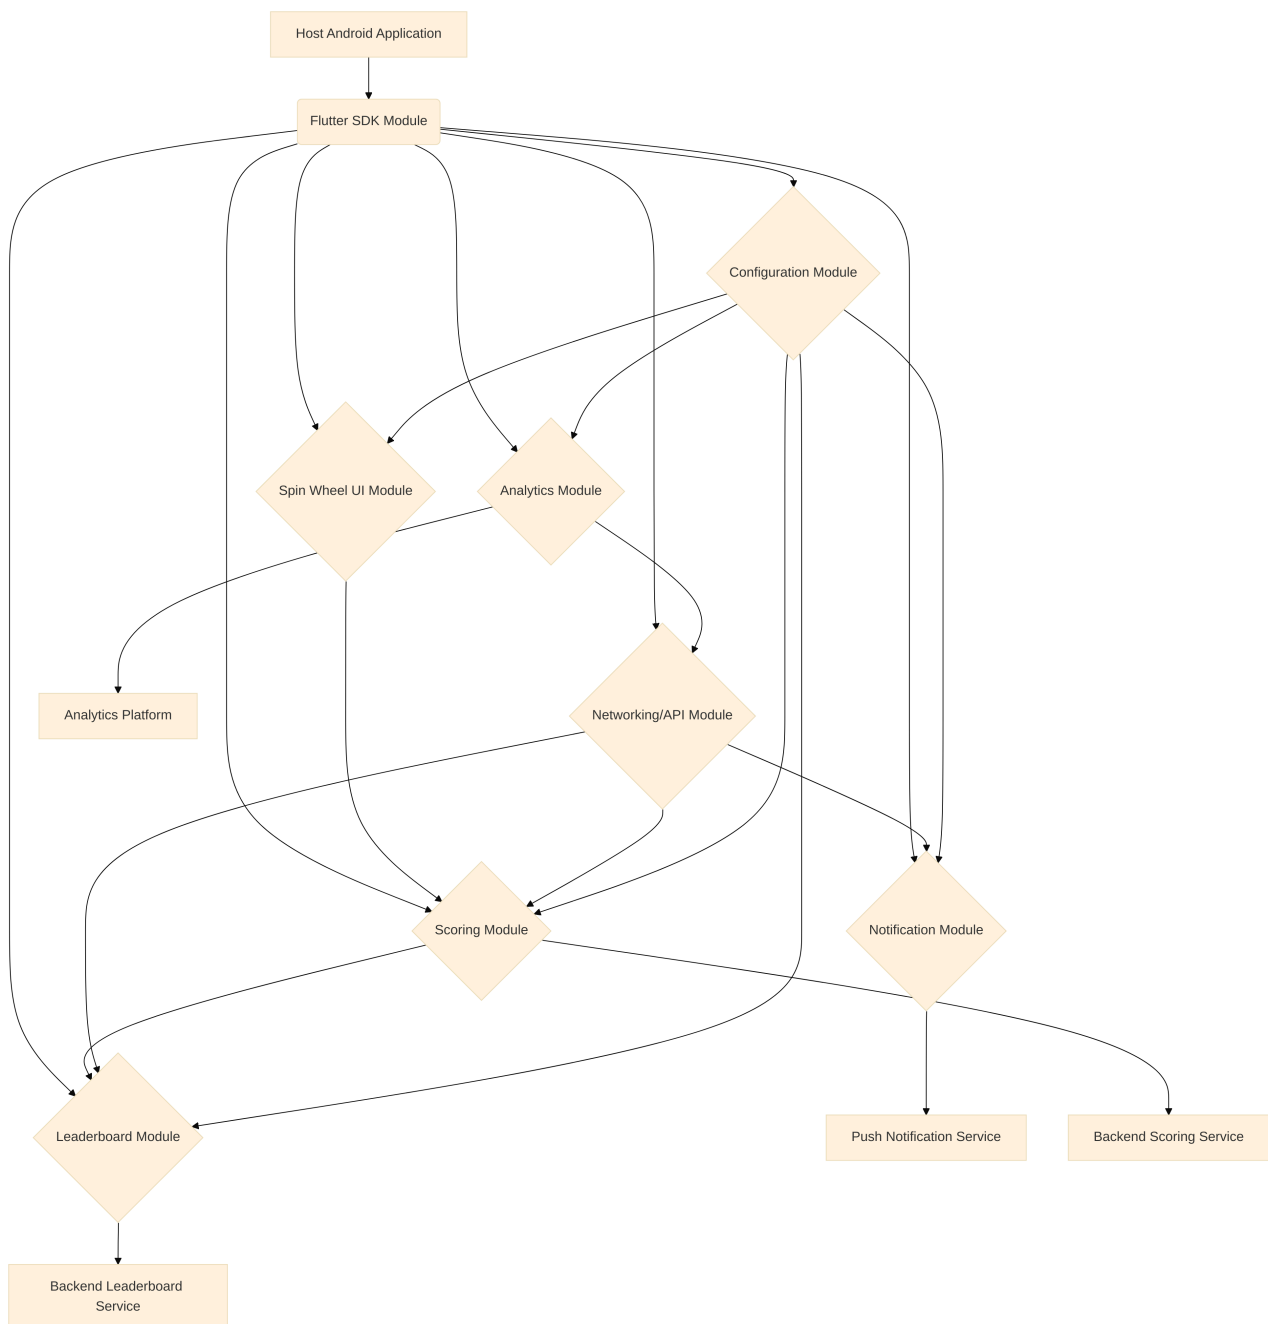 Host Android Application
Flutter SDK Module
Configuration Module
Spin Wheel UI Module
Analytics Module
Analytics Platform
Networking/API Module
Scoring Module
Notification Module
Leaderboard Module
Push Notification Service
Backend Scoring Service
Backend Leaderboard
Service